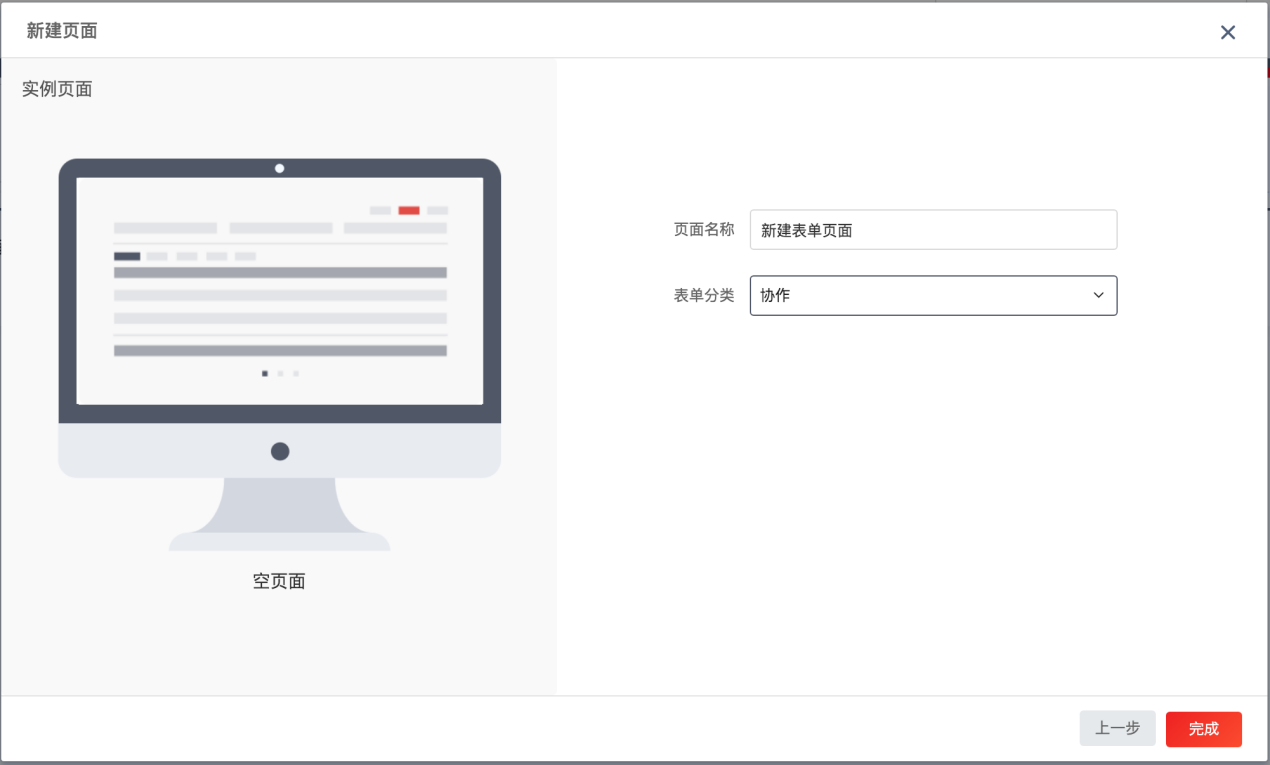 新建页面
实例页面
页面名称 新建表单页面
表单分类 协作
空页面
上一步 完成